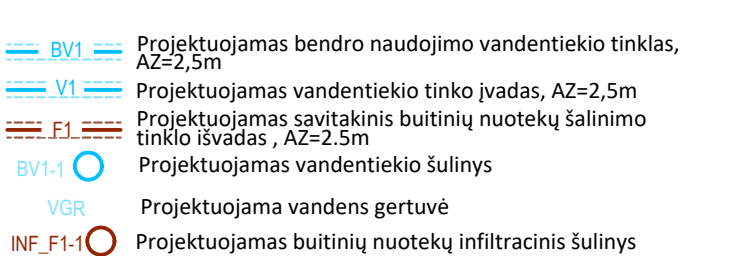 BV1 Projektuojamas bendro naudojimo vandentiekio tinklas,
AZ=2,5m
V1 Projektuojamas vandentiekio tinko įvadas, AZ=2,5m
F1 Projektuojamas savitakinis buitinių nuotekų šalinimo
tinklo išvadas , AZ=2.5m
BV1-1 Projektuojamas vandentiekio šulinys
VGR Projektuojama vandens gertuvė
INF_F1-1 Projektuojamas buitinių nuotekų infiltracinis šulinys